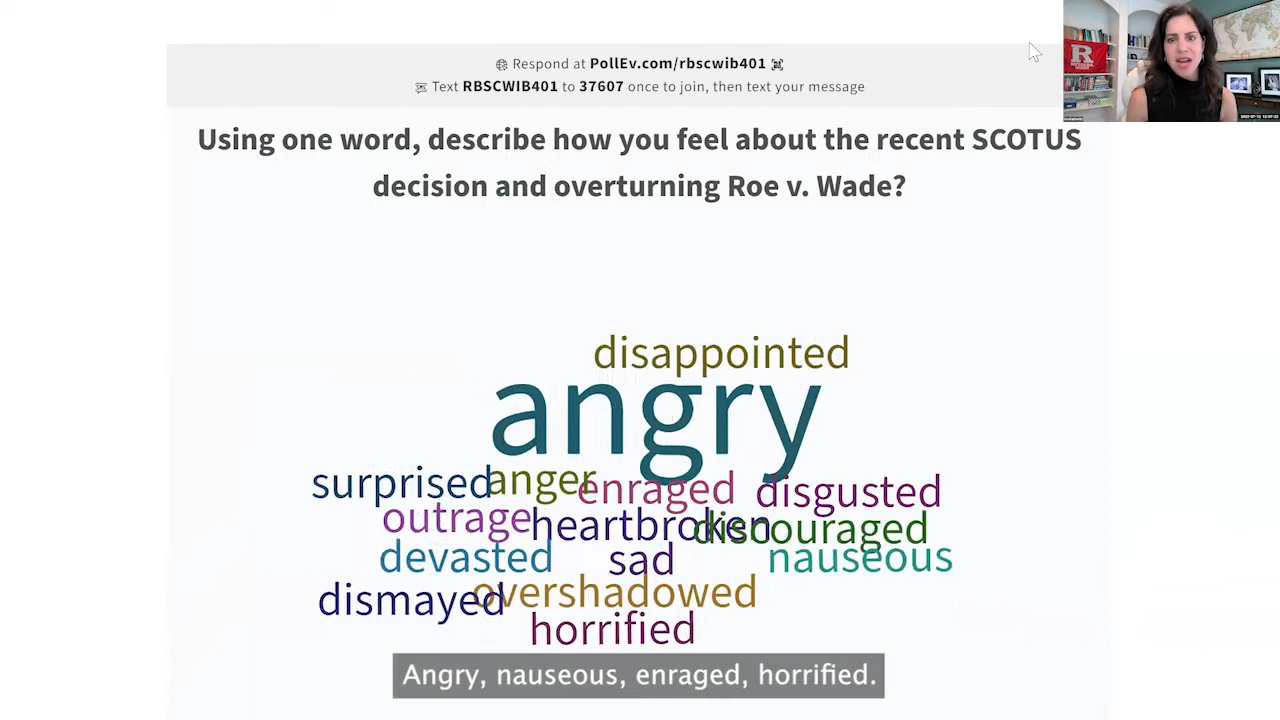 Respond at PollEv.com/rbscwib401
Text RBSCWIB401 to 37607 once to join, then text your message
R
Using one word, describe how you feel about the recent SCOTUS
decision and overturning Roe v. Wade?
disappointed
angry
surprised anger enraged disgusted
outrage heartbroken discouraged
devasted sad nauseous
dismayed overshadowed
horrified
Angry, nauseous, enraged, horrified.